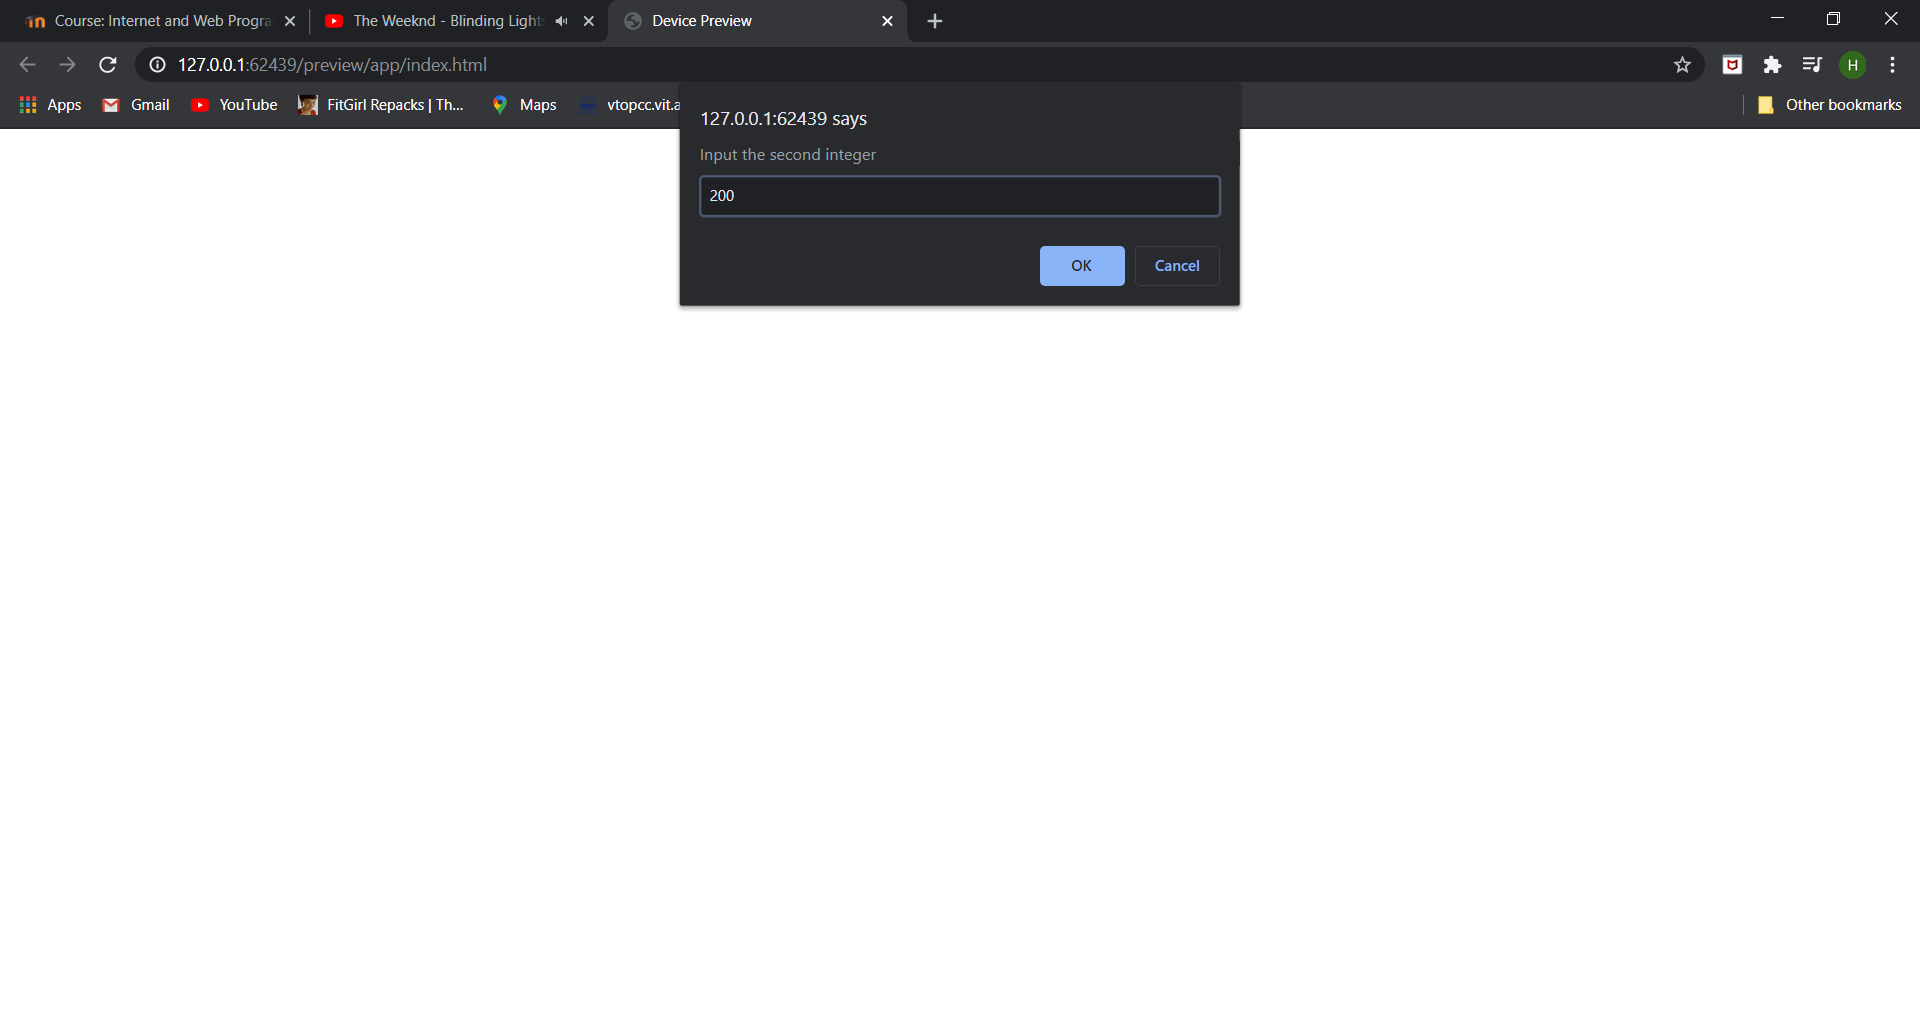 Course: Internet and Web Progra
The Weeknd - Blinding Light
Device Preview
127.0.0.1:62439/preview/app/index.html
H
Apps
Gmail
YouTube
FitGirl Repacks | Th...
Maps
vtopcc.vit.a
Other bookmarks
127.0.0.1:62439 says
Input the second integer
200
OK
Cancel